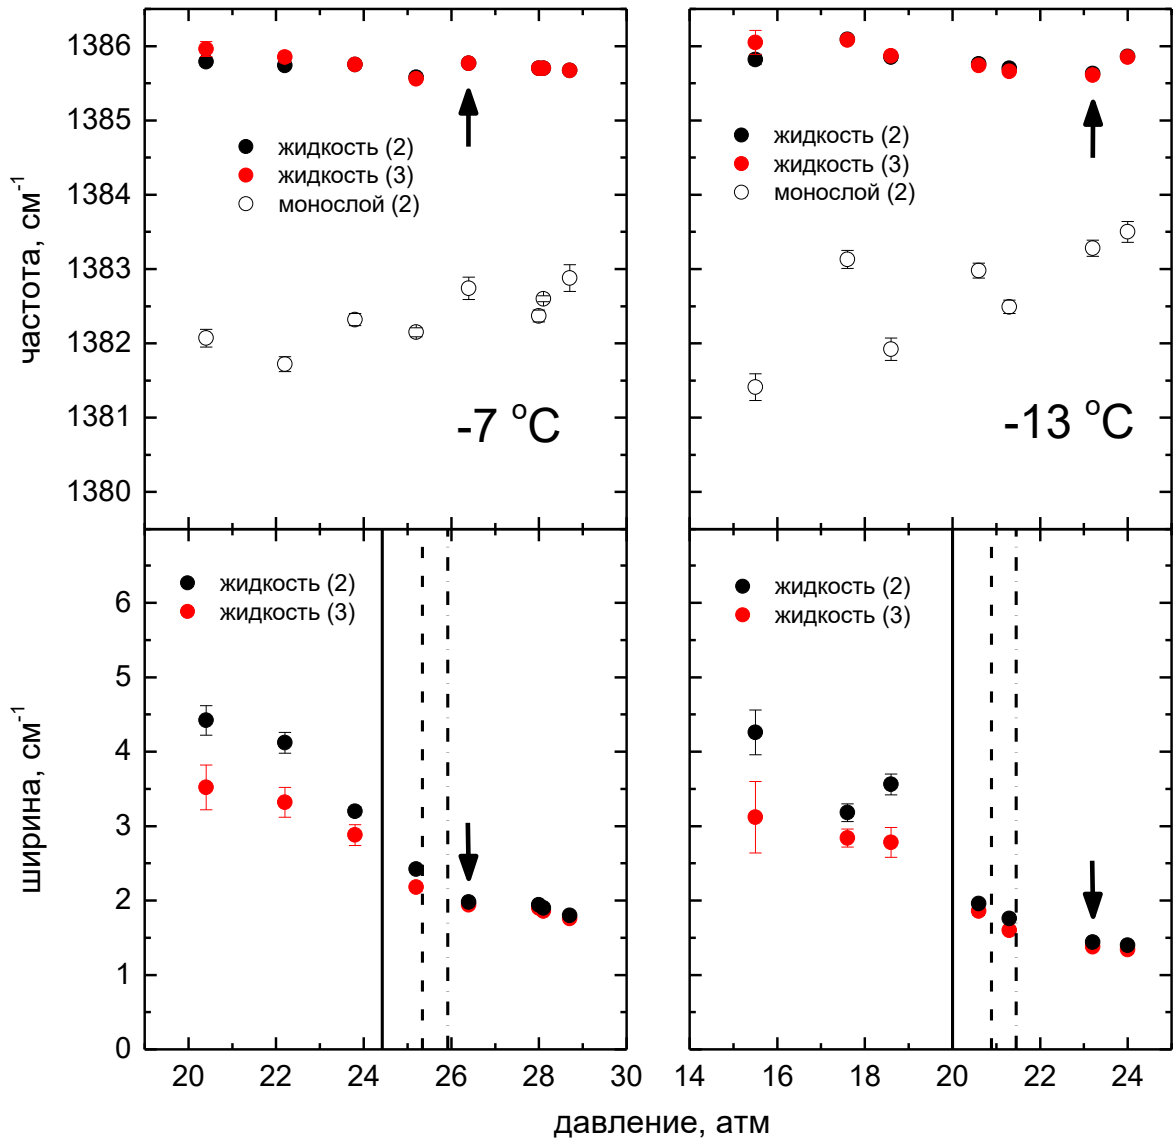 частота, см⁻¹
1386
1385
1384
1383
1382
1381
1380
жидкость (2)
жидкость (3)
монослой (2)
-7 °C
жидкость (2)
жидкость (3)
монослой (2)
-13 °C
ширина, см⁻¹
6
5
4
3
2
1
0
жидкость (2)
жидкость (3)
жидкость (2)
жидкость (3)
20 22 24 26 28 30
14 16 18 20 22 24
давление, атм